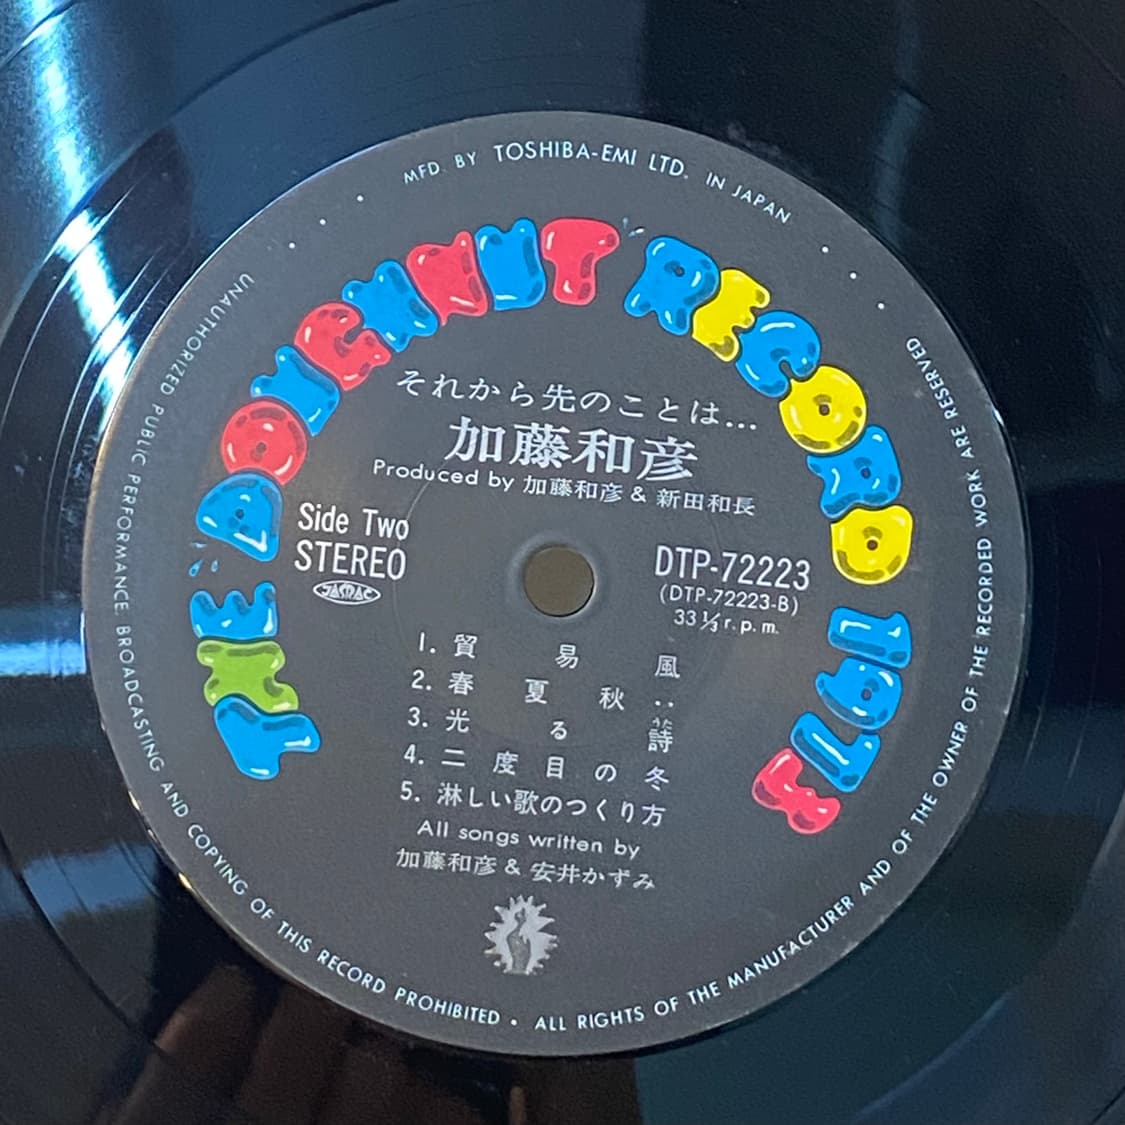 MFD. BY TOSHIBA-EMI LTD. IN JAPAN
THE DOUGHNUT RECORD
それから先のことは…
加藤和彦
Produced by 加藤和彦 & 新田和長
Side Two
STEREO
JASRAC
DTP-72223
(DTP-72223-B)
33 1/3 r.p.m.
1. 貿易風
2. 春夏秋‥
3. 光る詩
4. 二度目の冬
5. 淋しい歌のつくり方
All songs written by
加藤和彦 & 安井かずみ
UNAUTHORIZED PUBLIC PERFORMANCE BROADCASTING AND COPYING OF THIS RECORD PROHIBITED • ALL RIGHTS OF THE MANUFACTURER AND OF THE OWNER OF THE RECORDED WORK ARE RESERVED